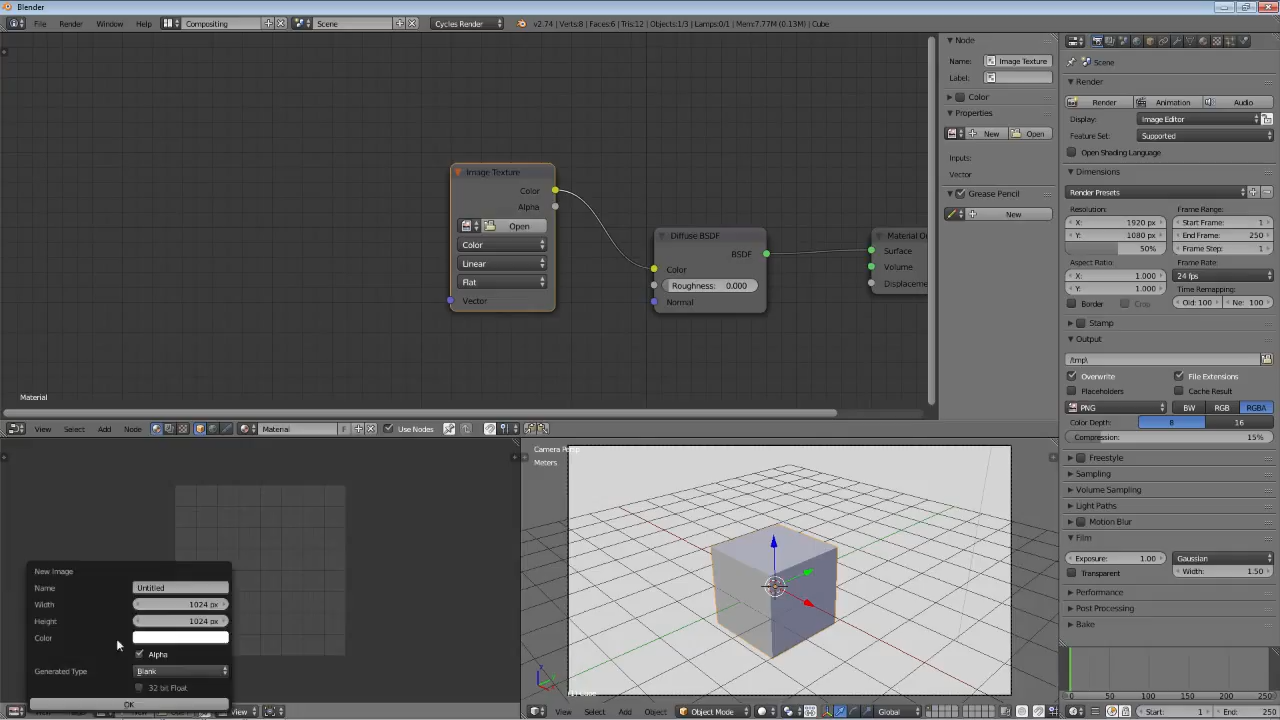 Blender
File Render Window Help Compositing Scene Cycles Render v2.74 | Verts:8 | Faces:6 | Tris:12 | Objects:1/3 | Lamps:0/1 | Mem:7.77M (0.13M) | Cube
Node
Name: Image Texture
Label:
Color
Properties
New Open
Inputs:
Vector
Grease Pencil
New
Image Texture
Color
Alpha
Open
Color
Linear
Flat
Vector
Diffuse BSDF
BSDF
Color
Roughness: 0.000
Normal
Material Ou
Surface
Volume
Displaceme
Material
View Select Add Node Material F Use Nodes
Scene
Render
Render Animation Audio
Display: Image Editor
Feature Set: Supported
Open Shading Language
Dimensions
Render Presets
Resolution: Frame Range:
X: 1920 px Start Frame: 1
Y: 1080 px End Frame: 250
50% Frame Step: 1
Aspect Ratio: Frame Rate:
X: 1.000 24 fps
Y: 1.000 Time Remapping:
Border Crop Old: 100 Ne: 100
Stamp
Output
/tmp\
Overwrite File Extensions
Placeholders Cache Result
PNG BW RGB RGBA
Color Depth: 8 16
Compression: 15%
Freestyle
Sampling
Volume Sampling
Light Paths
Motion Blur
Film
Exposure: 1.00 Gaussian
Transparent Width: 1.50
Performance
Post Processing
Bake
New Image
Name Untitled
Width 1024 px
Height 1024 px
Color
Alpha
Generated Type Blank
32 bit Float
OK
View
Camera Persp
Meters
(1) Cube
View Select Add Object Object Mode Global
0 50 100 150 200 250
Start: 1